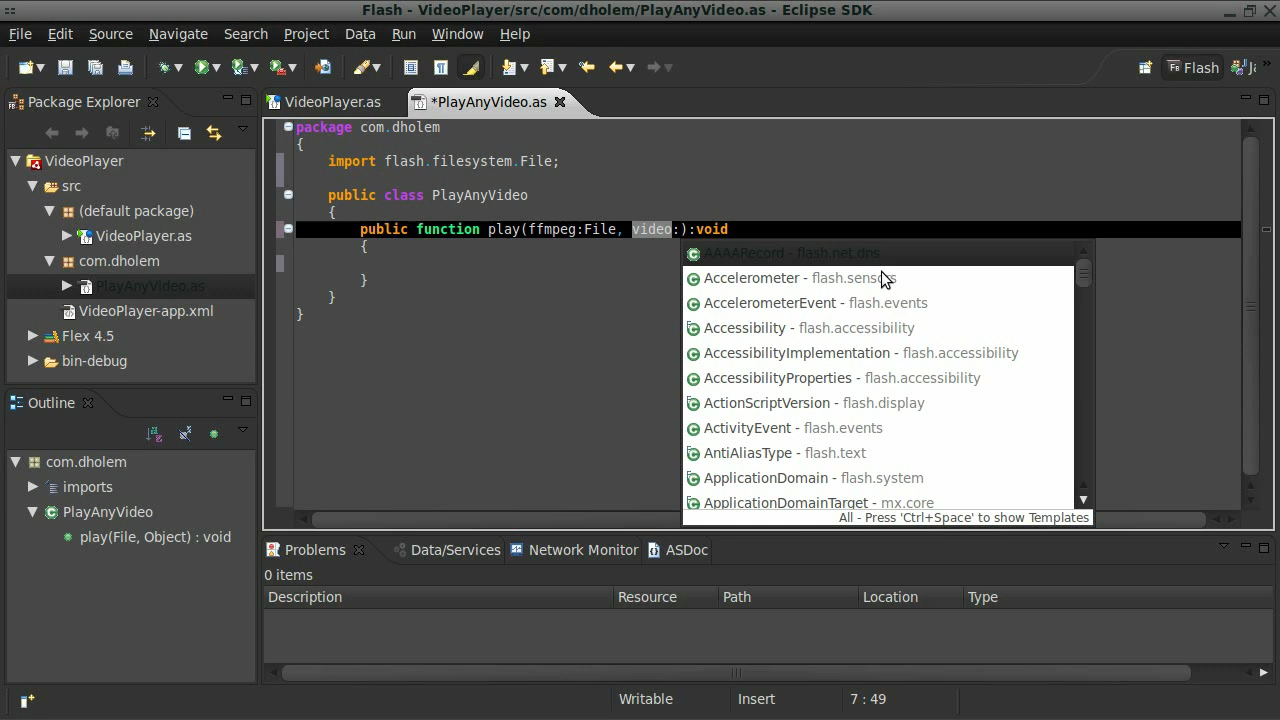 Flash - VideoPlayer/src/com/dholem/PlayAnyVideo.as - Eclipse SDK
File Edit Source Navigate Search Project Data Run Window Help
Flash
Package Explorer
VideoPlayer
src
(default package)
VideoPlayer.as
com.dholem
PlayAnyVideo.as
VideoPlayer-app.xml
Flex 4.5
bin-debug
Outline
com.dholem
imports
PlayAnyVideo
play(File, Object) : void
VideoPlayer.as *PlayAnyVideo.as
package com.dholem
{
import flash.filesystem.File;
public class PlayAnyVideo
{
public function play(ffmpeg:File, video:):void
{
}
}
}
AAAARecord - flash.net.dns
Accelerometer - flash.sensors
AccelerometerEvent - flash.events
Accessibility - flash.accessibility
AccessibilityImplementation - flash.accessibility
AccessibilityProperties - flash.accessibility
ActionScriptVersion - flash.display
ActivityEvent - flash.events
AntiAliasType - flash.text
ApplicationDomain - flash.system
ApplicationDomainTarget - mx.core
All - Press 'Ctrl+Space' to show Templates
Problems Data/Services Network Monitor ASDoc
0 items
Description Resource Path Location Type
Writable Insert 7 : 49